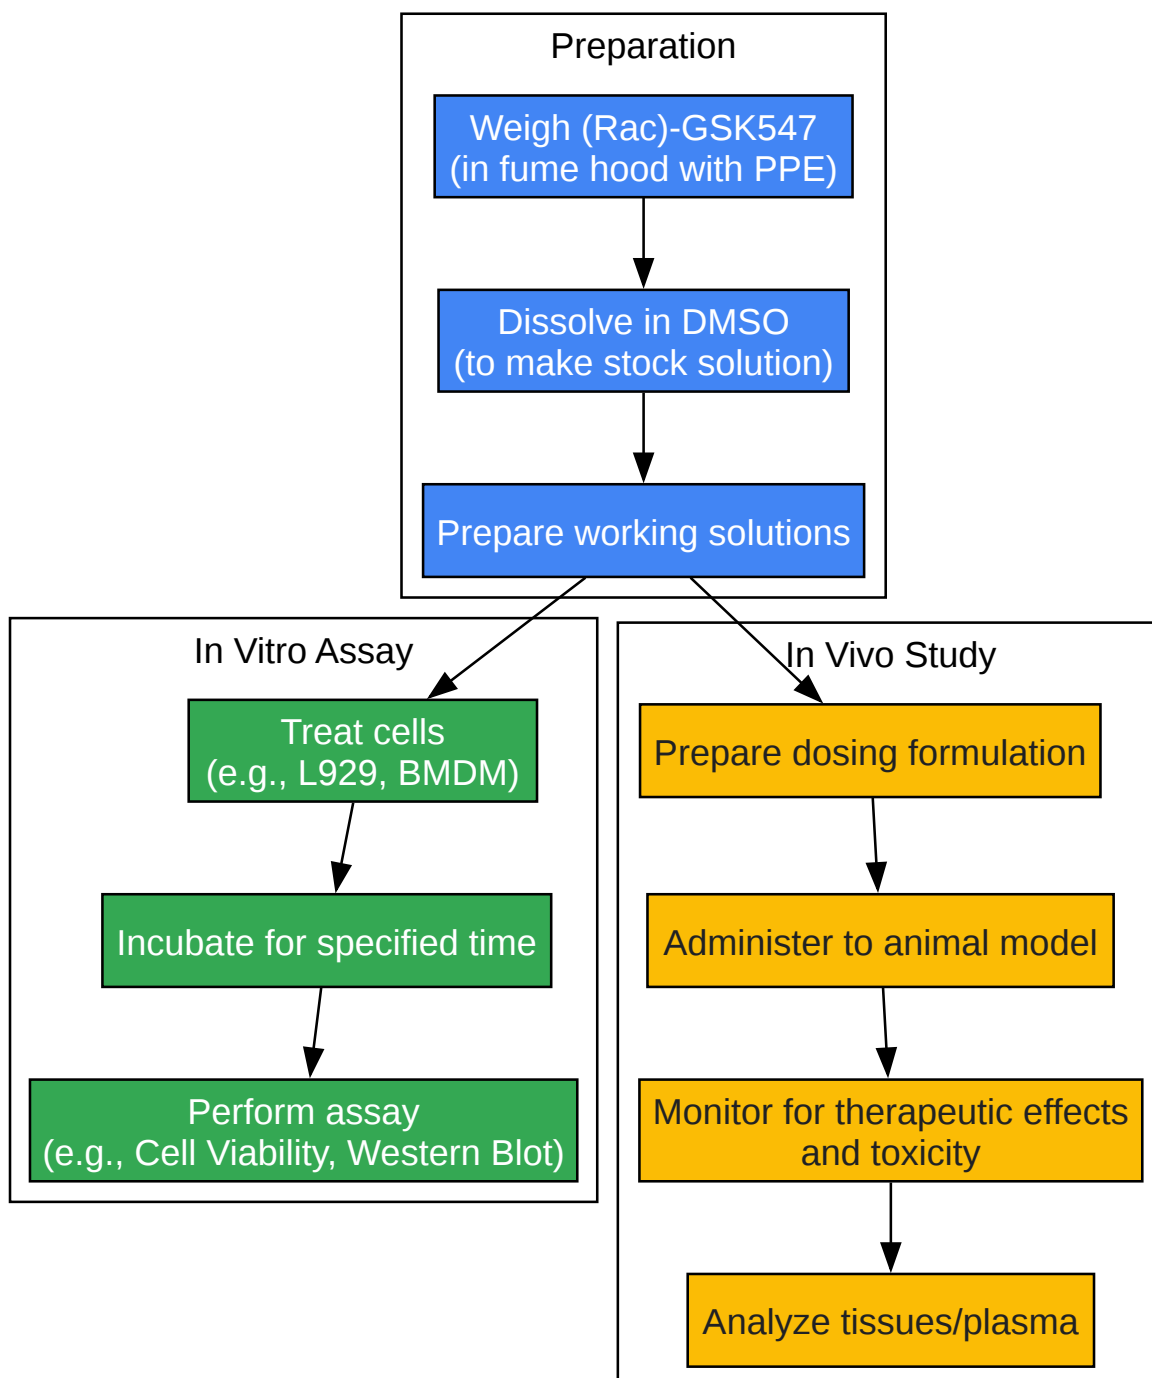 Preparation
Weigh (Rac)-GSK547
(in fume hood with PPE)
Dissolve in DMSO
(to make stock solution)
Prepare working solutions
In Vitro Assay
Treat cells
(e.g., L929, BMDM)
Incubate for specified time
Perform assay
(e.g., Cell Viability, Western Blot)
In Vivo Study
Prepare dosing formulation
Administer to animal model
Monitor for therapeutic effects
and toxicity
Analyze tissues/plasma